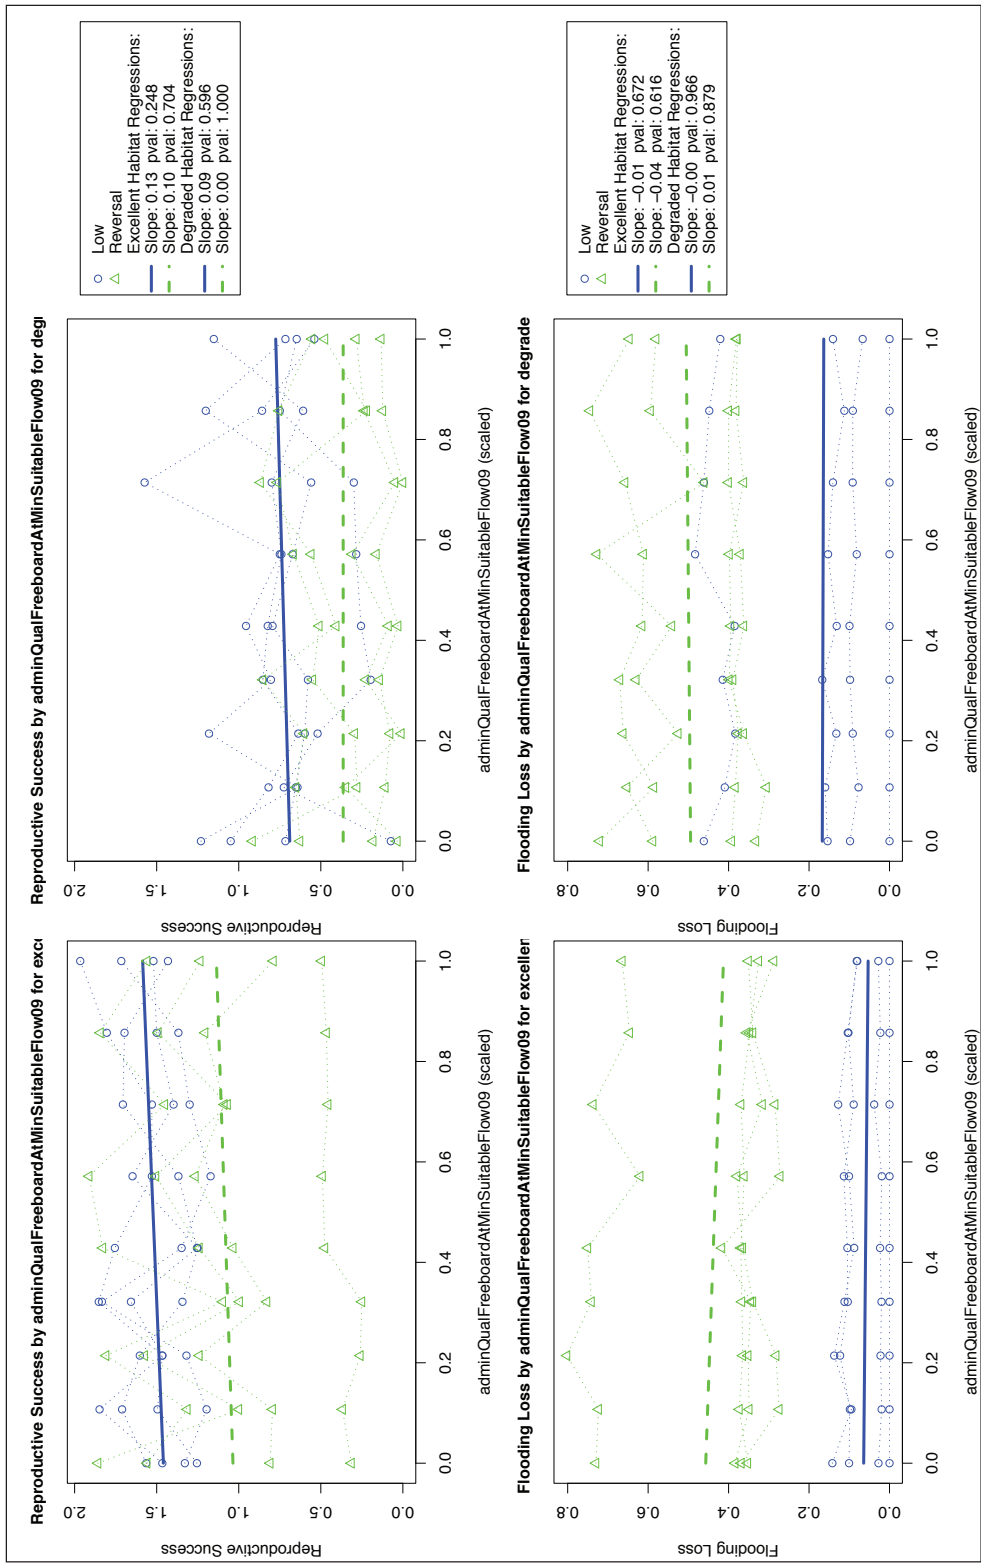 Reproductive Success by adminQualFreeboardAtMinSuitableFlow09 for exce
Reproductive Success
2.0
1.5
1.0
0.5
0.0
0.0 0.2 0.4 0.6 0.8 1.0
adminQualFreeboardAtMinSuitableFlow09 (scaled)
Reproductive Success by adminQualFreeboardAtMinSuitableFlow09 for degr
Reproductive Success
2.0
1.5
1.0
0.5
0.0
0.0 0.2 0.4 0.6 0.8 1.0
adminQualFreeboardAtMinSuitableFlow09 (scaled)
Low
Reversal
Excellent Habitat Regressions:
Slope: 0.13 pval: 0.248
Slope: 0.10 pval: 0.704
Degraded Habitat Regressions:
Slope: 0.09 pval: 0.596
Slope: 0.00 pval: 1.000
Flooding Loss by adminQualFreeboardAtMinSuitableFlow09 for excellen
Flooding Loss
0.8
0.6
0.4
0.2
0.0
0.0 0.2 0.4 0.6 0.8 1.0
adminQualFreeboardAtMinSuitableFlow09 (scaled)
Flooding Loss by adminQualFreeboardAtMinSuitableFlow09 for degrade
Flooding Loss
0.8
0.6
0.4
0.2
0.0
0.0 0.2 0.4 0.6 0.8 1.0
adminQualFreeboardAtMinSuitableFlow09 (scaled)
Low
Reversal
Excellent Habitat Regressions:
Slope: −0.01 pval: 0.672
Slope: −0.04 pval: 0.616
Degraded Habitat Regressions:
Slope: −0.00 pval: 0.966
Slope: 0.01 pval: 0.879